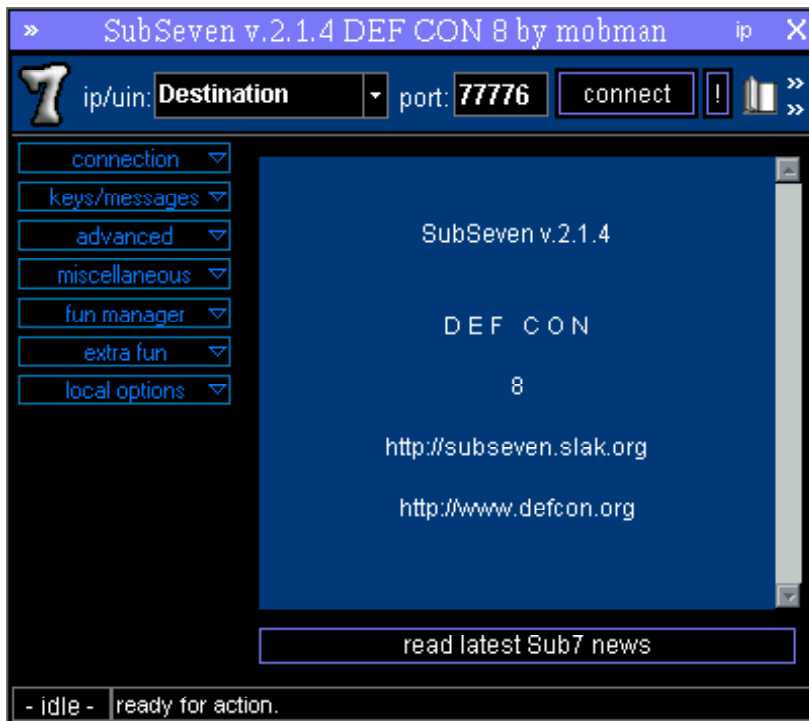 » SubSeven v.2.1.4 DEF CON 8 by mobman ip X
7 ip/uin: Destination port: 77776 connect ! »
»
connection
keys/messages
advanced
miscellaneous
fun manager
extra fun
local options
SubSeven v.2.1.4
D E F  C O N
8
http://subseven.slak.org
http://www.defcon.org
read latest Sub7 news
- idle - ready for action.